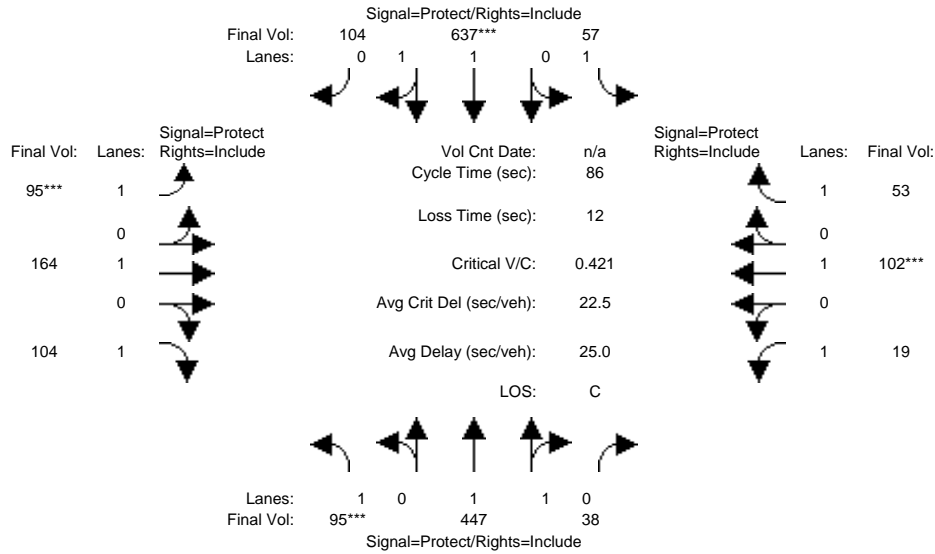 Signal=Protect/Rights=Include
Final Vol: 104 637*** 57
Lanes: 0 1 1 0 1
Signal=Protect Signal=Protect
Final Vol: Lanes: Rights=Include Vol Cnt Date: n/a Rights=Include Lanes: Final Vol:
Cycle Time (sec): 86
95*** 1 1 53
Loss Time (sec): 12
0 0
164 1 Critical V/C: 0.421 1 102***
0 Avg Crit Del (sec/veh): 22.5 0
104 1 Avg Delay (sec/veh): 25.0 1 19
LOS: C
Lanes: 1 0 1 1 0
Final Vol: 95*** 447 38
Signal=Protect/Rights=Include